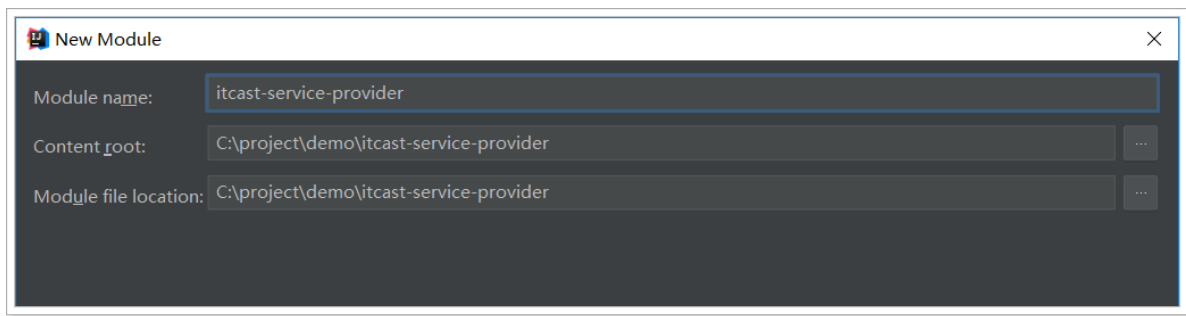 New Module
Module name: itcast-service-provider
Content root: C:\project\demo\itcast-service-provider ...
Module file location: C:\project\demo\itcast-service-provider ...